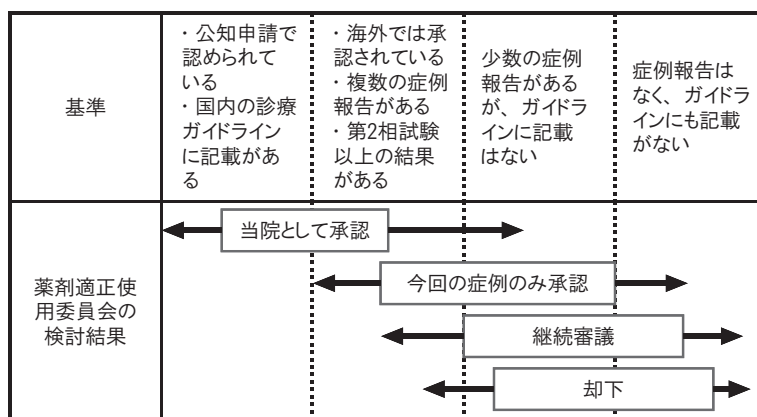 基準
・公知申請で
認められて
いる
・国内の診療
ガイドライン
に記載があ
る
・海外では承
認されている
・複数の症例
報告がある
・第2相試験
以上の結果
がある
少数の症例
報告がある
が、ガイドラ
インに記載
はない
症例報告は
なく、ガイドラ
インにも記載
がない
薬剤適正使
用委員会の
検討結果
当院として承認
今回の症例のみ承認
継続審議
却下